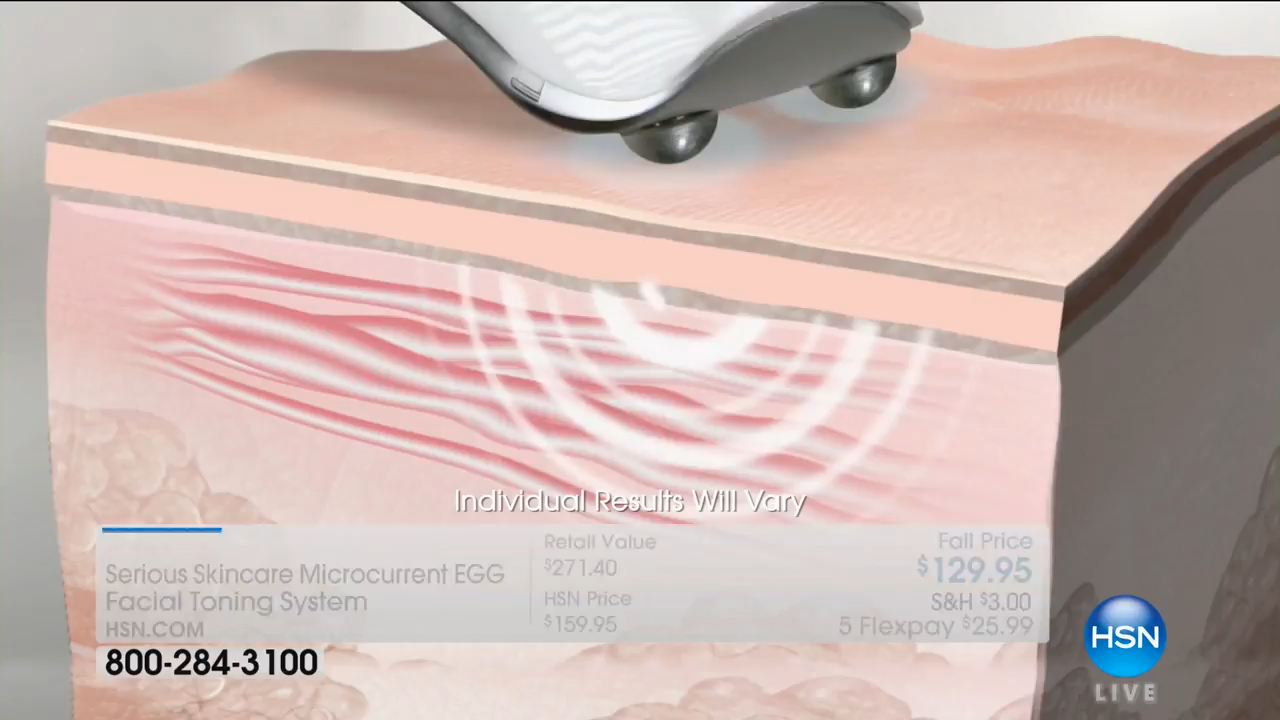 Individual Results Will Vary
Serious Skincare Microcurrent EGG
Facial Toning System
HSN.COM
Retail Value
$271.40
HSN Price
$159.95
Fall Price
$129.95
S&H $3.00
5 Flexpay $25.99
800-284-3100
HSN
LIVE